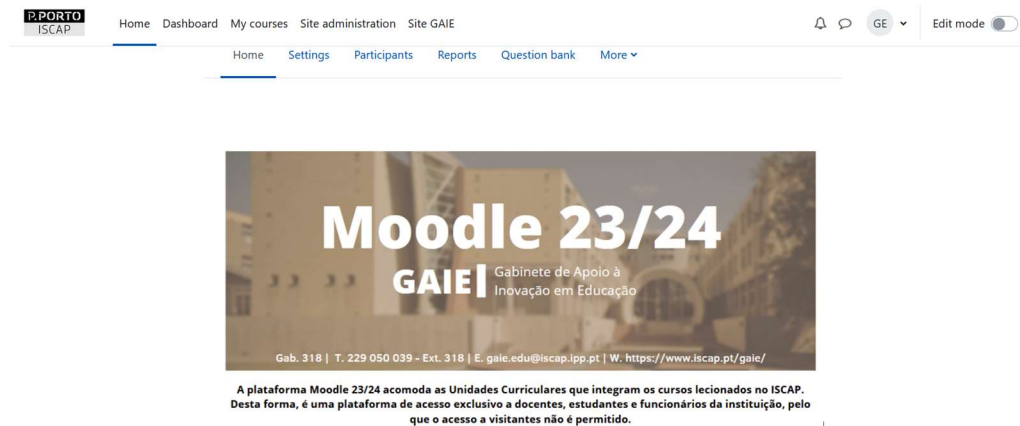 P.PORTO
ISCAP
Home Dashboard My courses Site administration Site GAIE
GE
Edit mode
Home Settings Participants Reports Question bank More
Moodle 23/24
GAIE
Gabinete de Apoio à
Inovação em Educação
Gab. 318 | T. 229 050 039 - Ext. 318 | E. gaie.edu@iscap.ipp.pt | W. https://www.iscap.pt/gaie/
A plataforma Moodle 23/24 acomoda as Unidades Curriculares que integram os cursos lecionados no ISCAP.
Desta forma, é uma plataforma de acesso exclusivo a docentes, estudantes e funcionários da instituição, pelo
que o acesso a visitantes não é permitido.